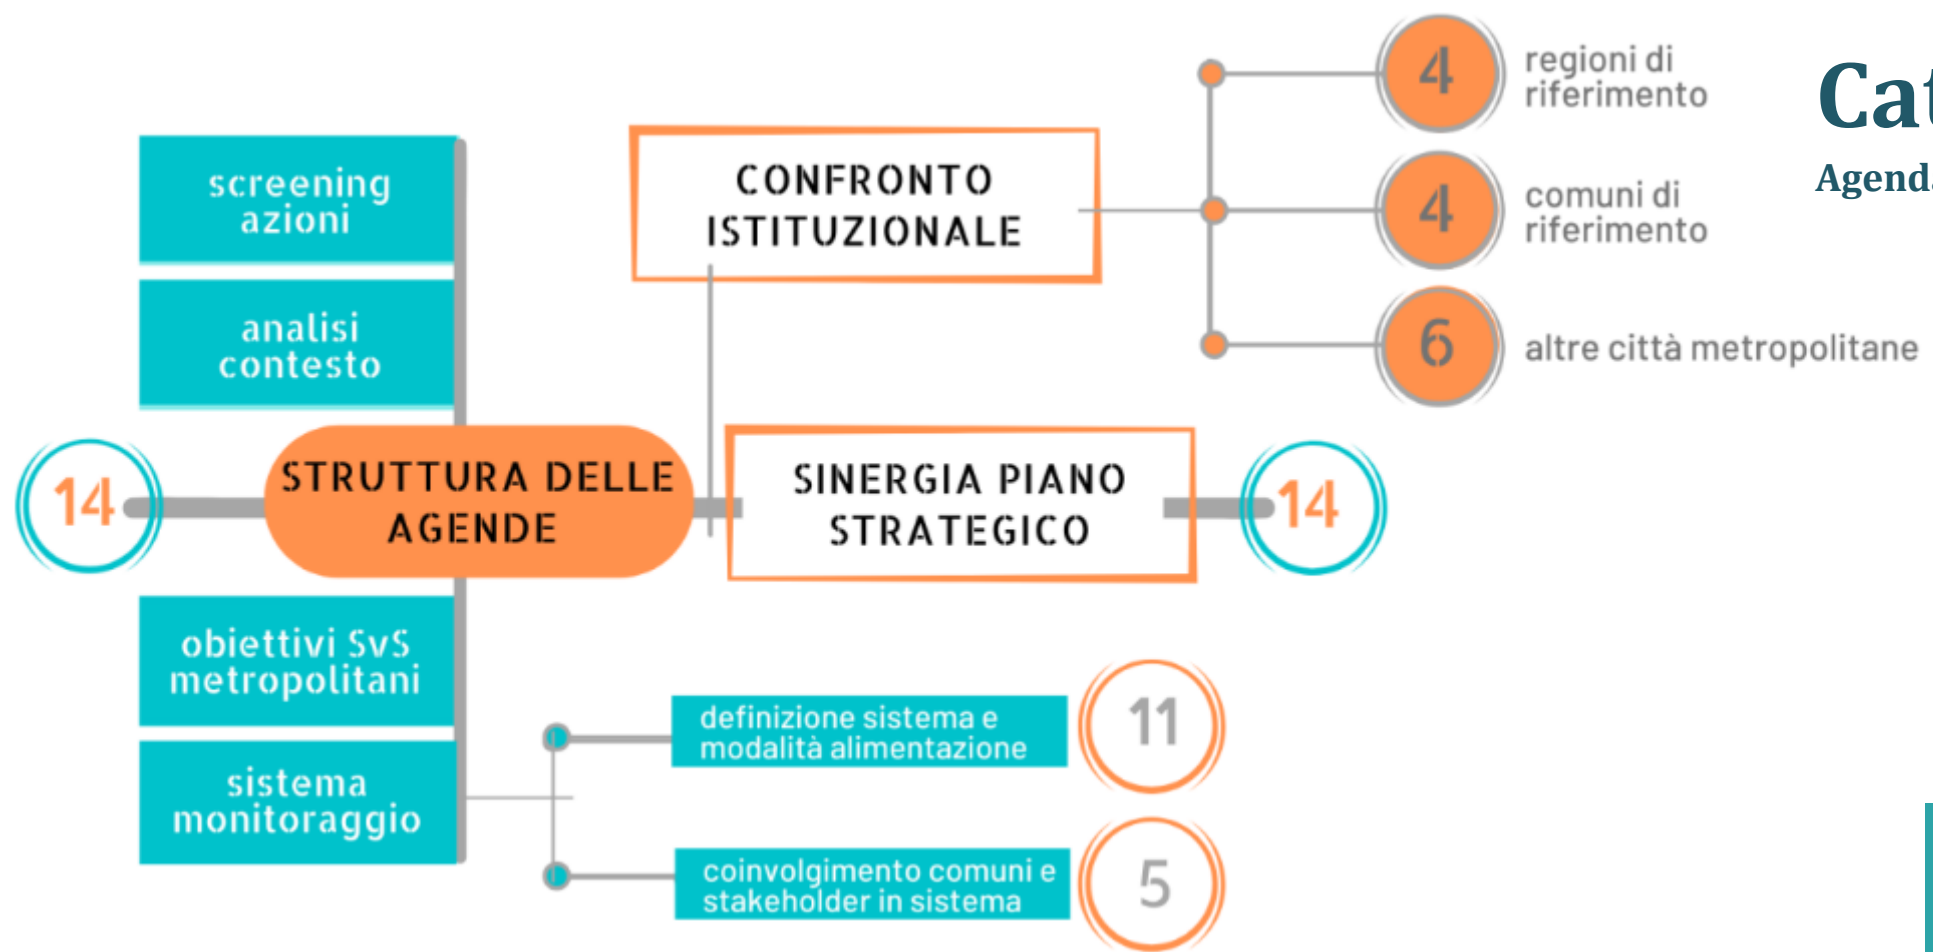 4
regioni di
riferimento
4
comuni di
riferimento
6
altre città metropolitane
CONFRONTO
ISTITUZIONALE
screening
azioni
analisi
contesto
14
STRUTTURA DELLE
AGENDE
SINERGIA PIANO
STRATEGICO
14
obiettivi SvS
metropolitani
sistema
monitoraggio
definizione sistema e
modalità alimentazione
11
coinvolgimento comuni e
stakeholder in sistema
5